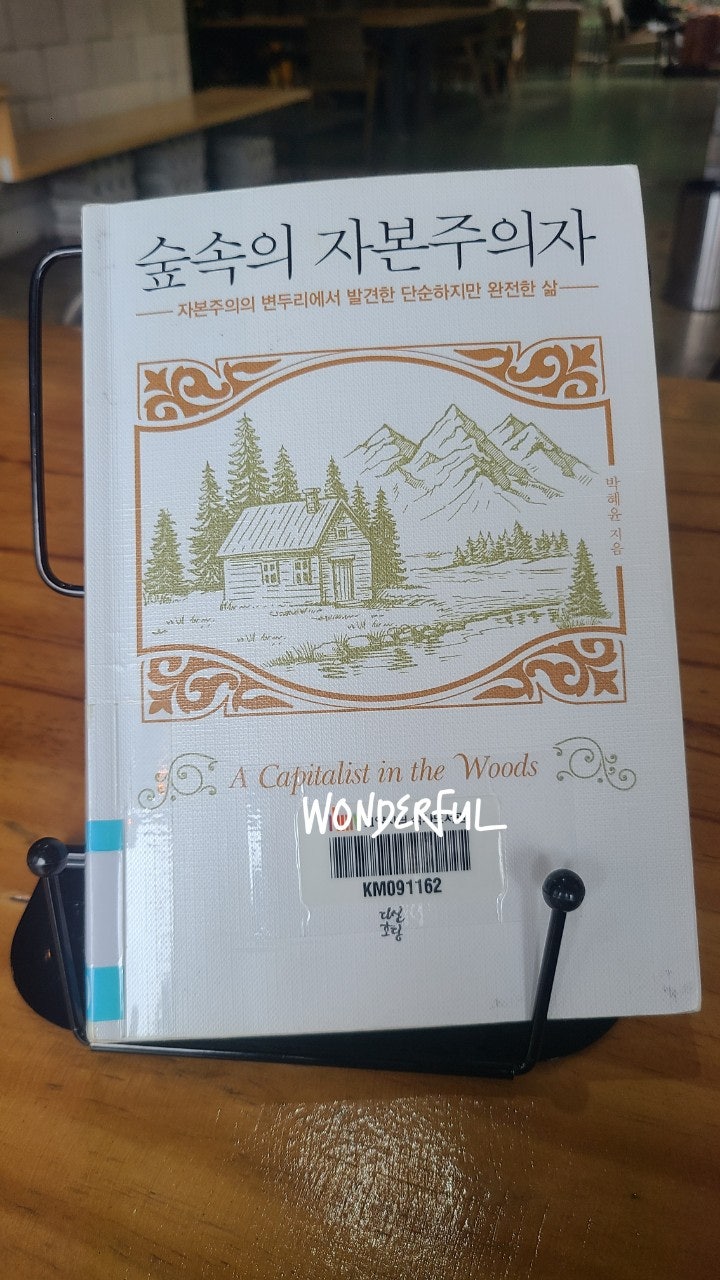 숲속의 자본주의자
자본주의의 변두리에서 발견한 단순하지만 완전한 삶
박혜윤 지음
A Capitalist in the Woods
WONDERFUL
KM091162
다산
초당